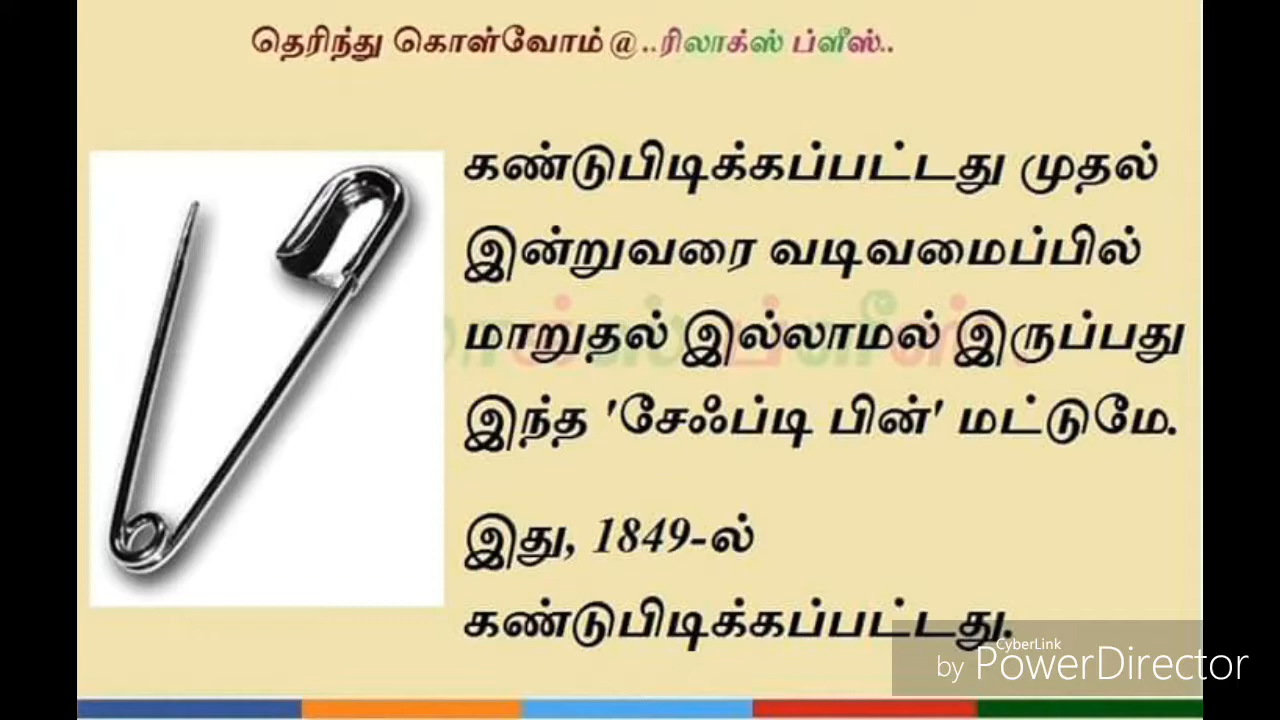 தெரிந்து கொள்வோம்@..ரிலாக்ஸ் ப்ளீஸ்..
கண்டுபிடிக்கப்பட்டது முதல்
இன்றுவரை வடிவமைப்பில்
மாறுதல் இல்லாமல் இருப்பது
இந்த 'சேஃப்டி பின்' மட்டுமே.
இது, 1849-ல்
கண்டுபிடிக்கப்பட்டது.
CyberLink
by PowerDirector